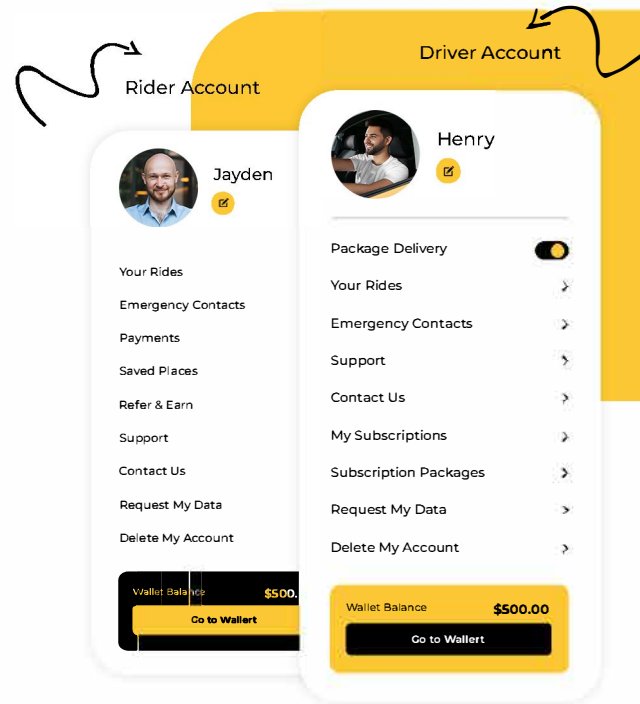 Rider Account
Jayden
Your Rides
Emergency Contacts
Payments
Saved Places
Refer & Earn
Support
Contact Us
Request My Data
Delete My Account
Wallet Balance $500.
Go to Wallert
Driver Account
Henry
Package Delivery
Your Rides
Emergency Contacts
Support
Contact Us
My Subscriptions
Subscription Packages
Request My Data
Delete My Account
Wallet Balance $500.00
Go to Wallert